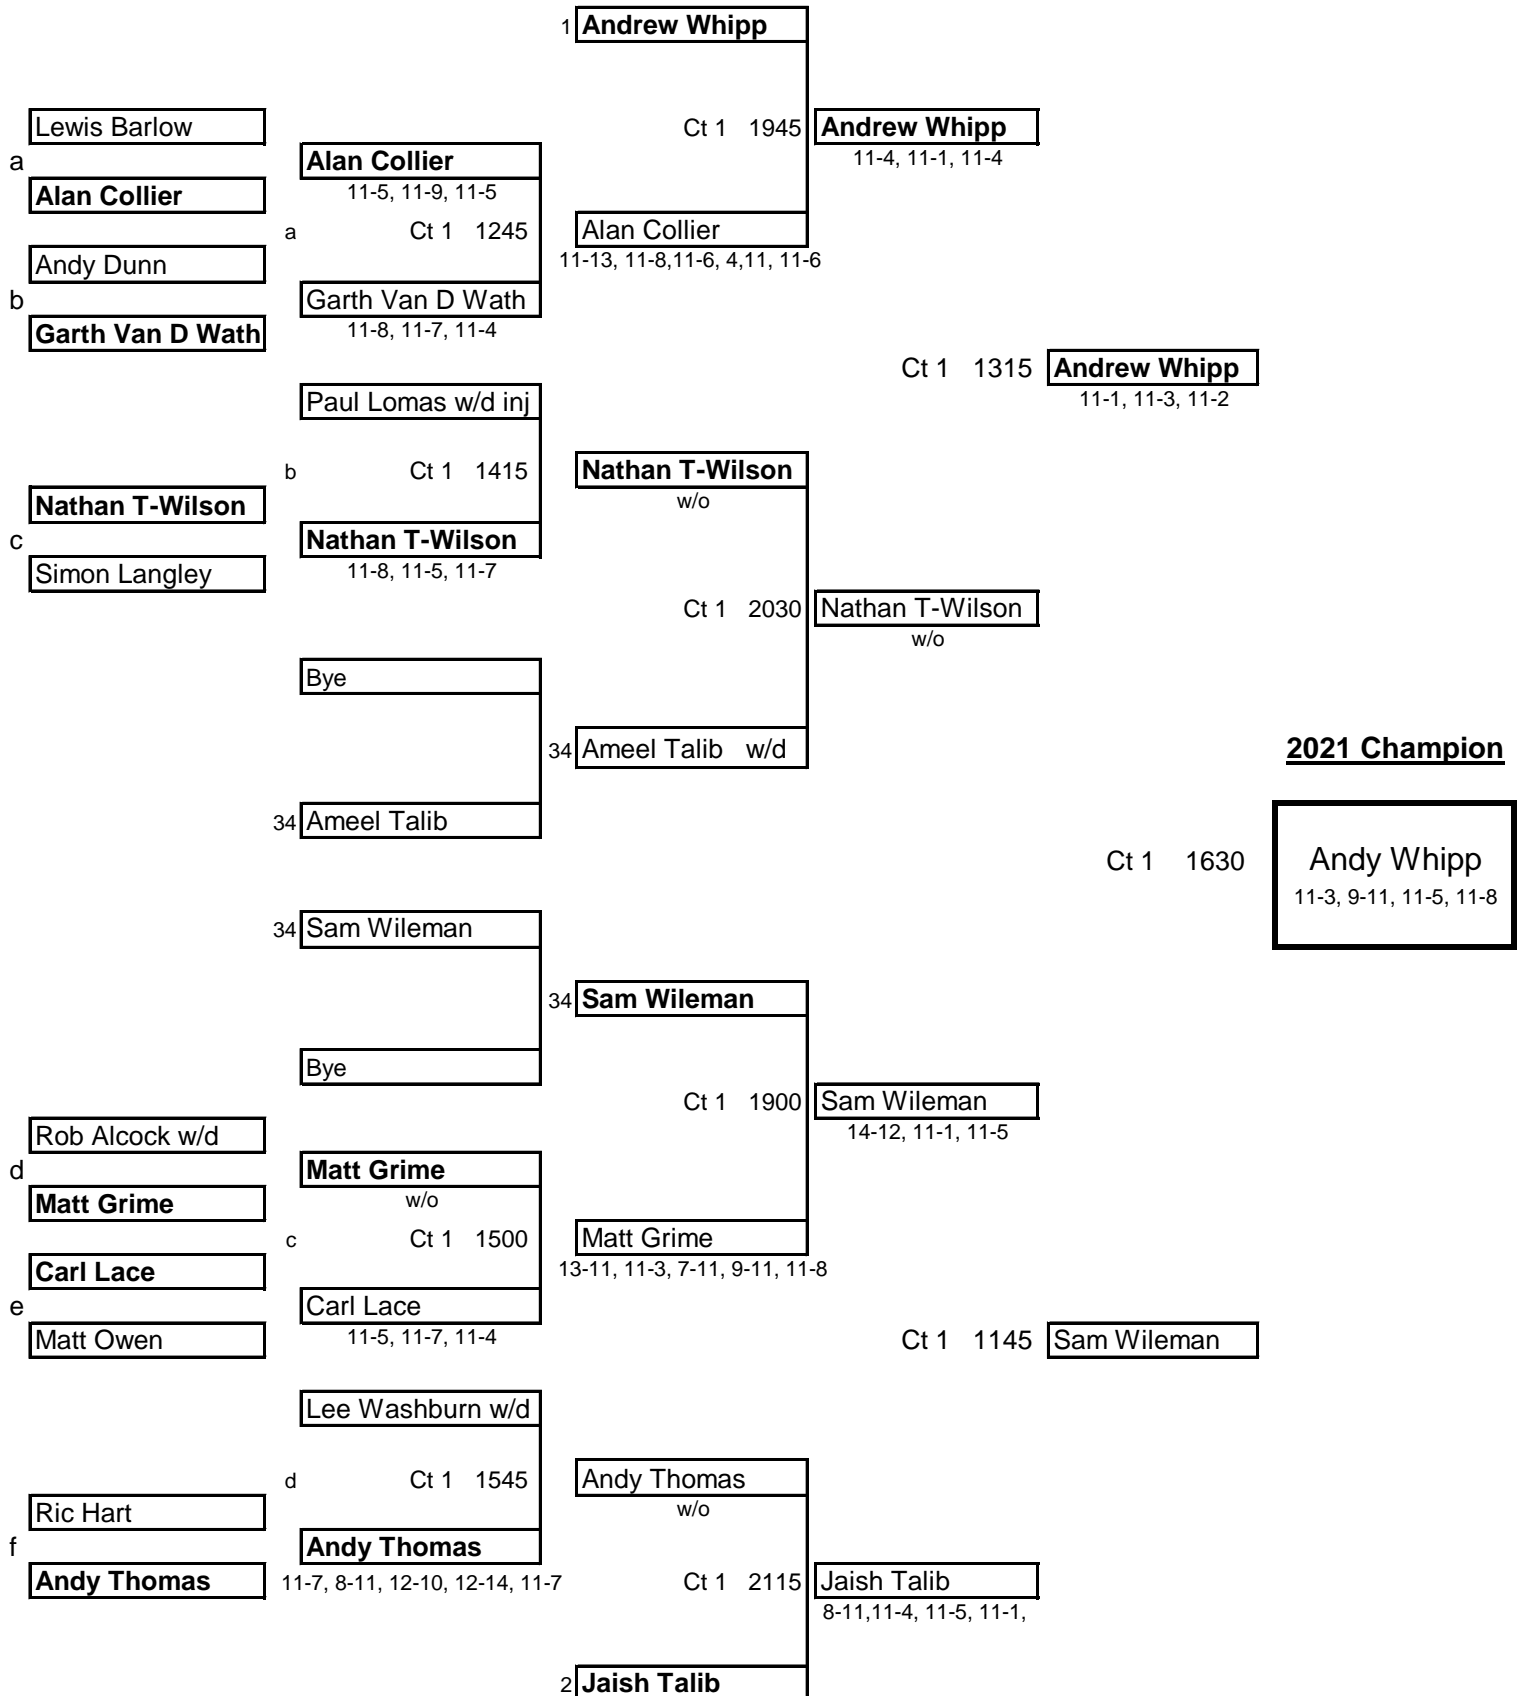 1 Andrew Whipp
Lewis Barlow
Ct 1 1945 Andrew Whipp
a
Alan Collier
11-4, 11-1, 11-4
Alan Collier
11-5, 11-9, 11-5
a Ct 1 1245 Alan Collier
Andy Dunn
11-13, 11-8,11-6, 4,11, 11-6
b
Garth Van D Wath
Garth Van D Wath
11-8, 11-7, 11-4
Ct 1 1315 Andrew Whipp
Paul Lomas w/d inj
11-1, 11-3, 11-2
b Ct 1 1415 Nathan T-Wilson
Nathan T-Wilson
w/o
c
Nathan T-Wilson
Simon Langley
11-8, 11-5, 11-7
Ct 1 2030 Nathan T-Wilson
w/o
Bye
34 Ameel Talib w/d
2021 Champion
34 Ameel Talib
Ct 1 1630 Andy Whipp
11-3, 9-11, 11-5, 11-8
34 Sam Wileman
34 Sam Wileman
Bye
Ct 1 1900 Sam Wileman
Rob Alcock w/d
14-12, 11-1, 11-5
d
Matt Grime
Matt Grime
w/o
c Ct 1 1500 Matt Grime
Carl Lace
13-11, 11-3, 7-11, 9-11, 11-8
e
Carl Lace
Matt Owen
11-5, 11-7, 11-4
Ct 1 1145 Sam Wileman
Lee Washburn w/d
d Ct 1 1545 Andy Thomas
Ric Hart
w/o
f
Andy Thomas
Andy Thomas
11-7, 8-11, 12-10, 12-14, 11-7
Ct 1 2115 Jaish Talib
8-11,11-4, 11-5, 11-1,
2 Jaish Talib